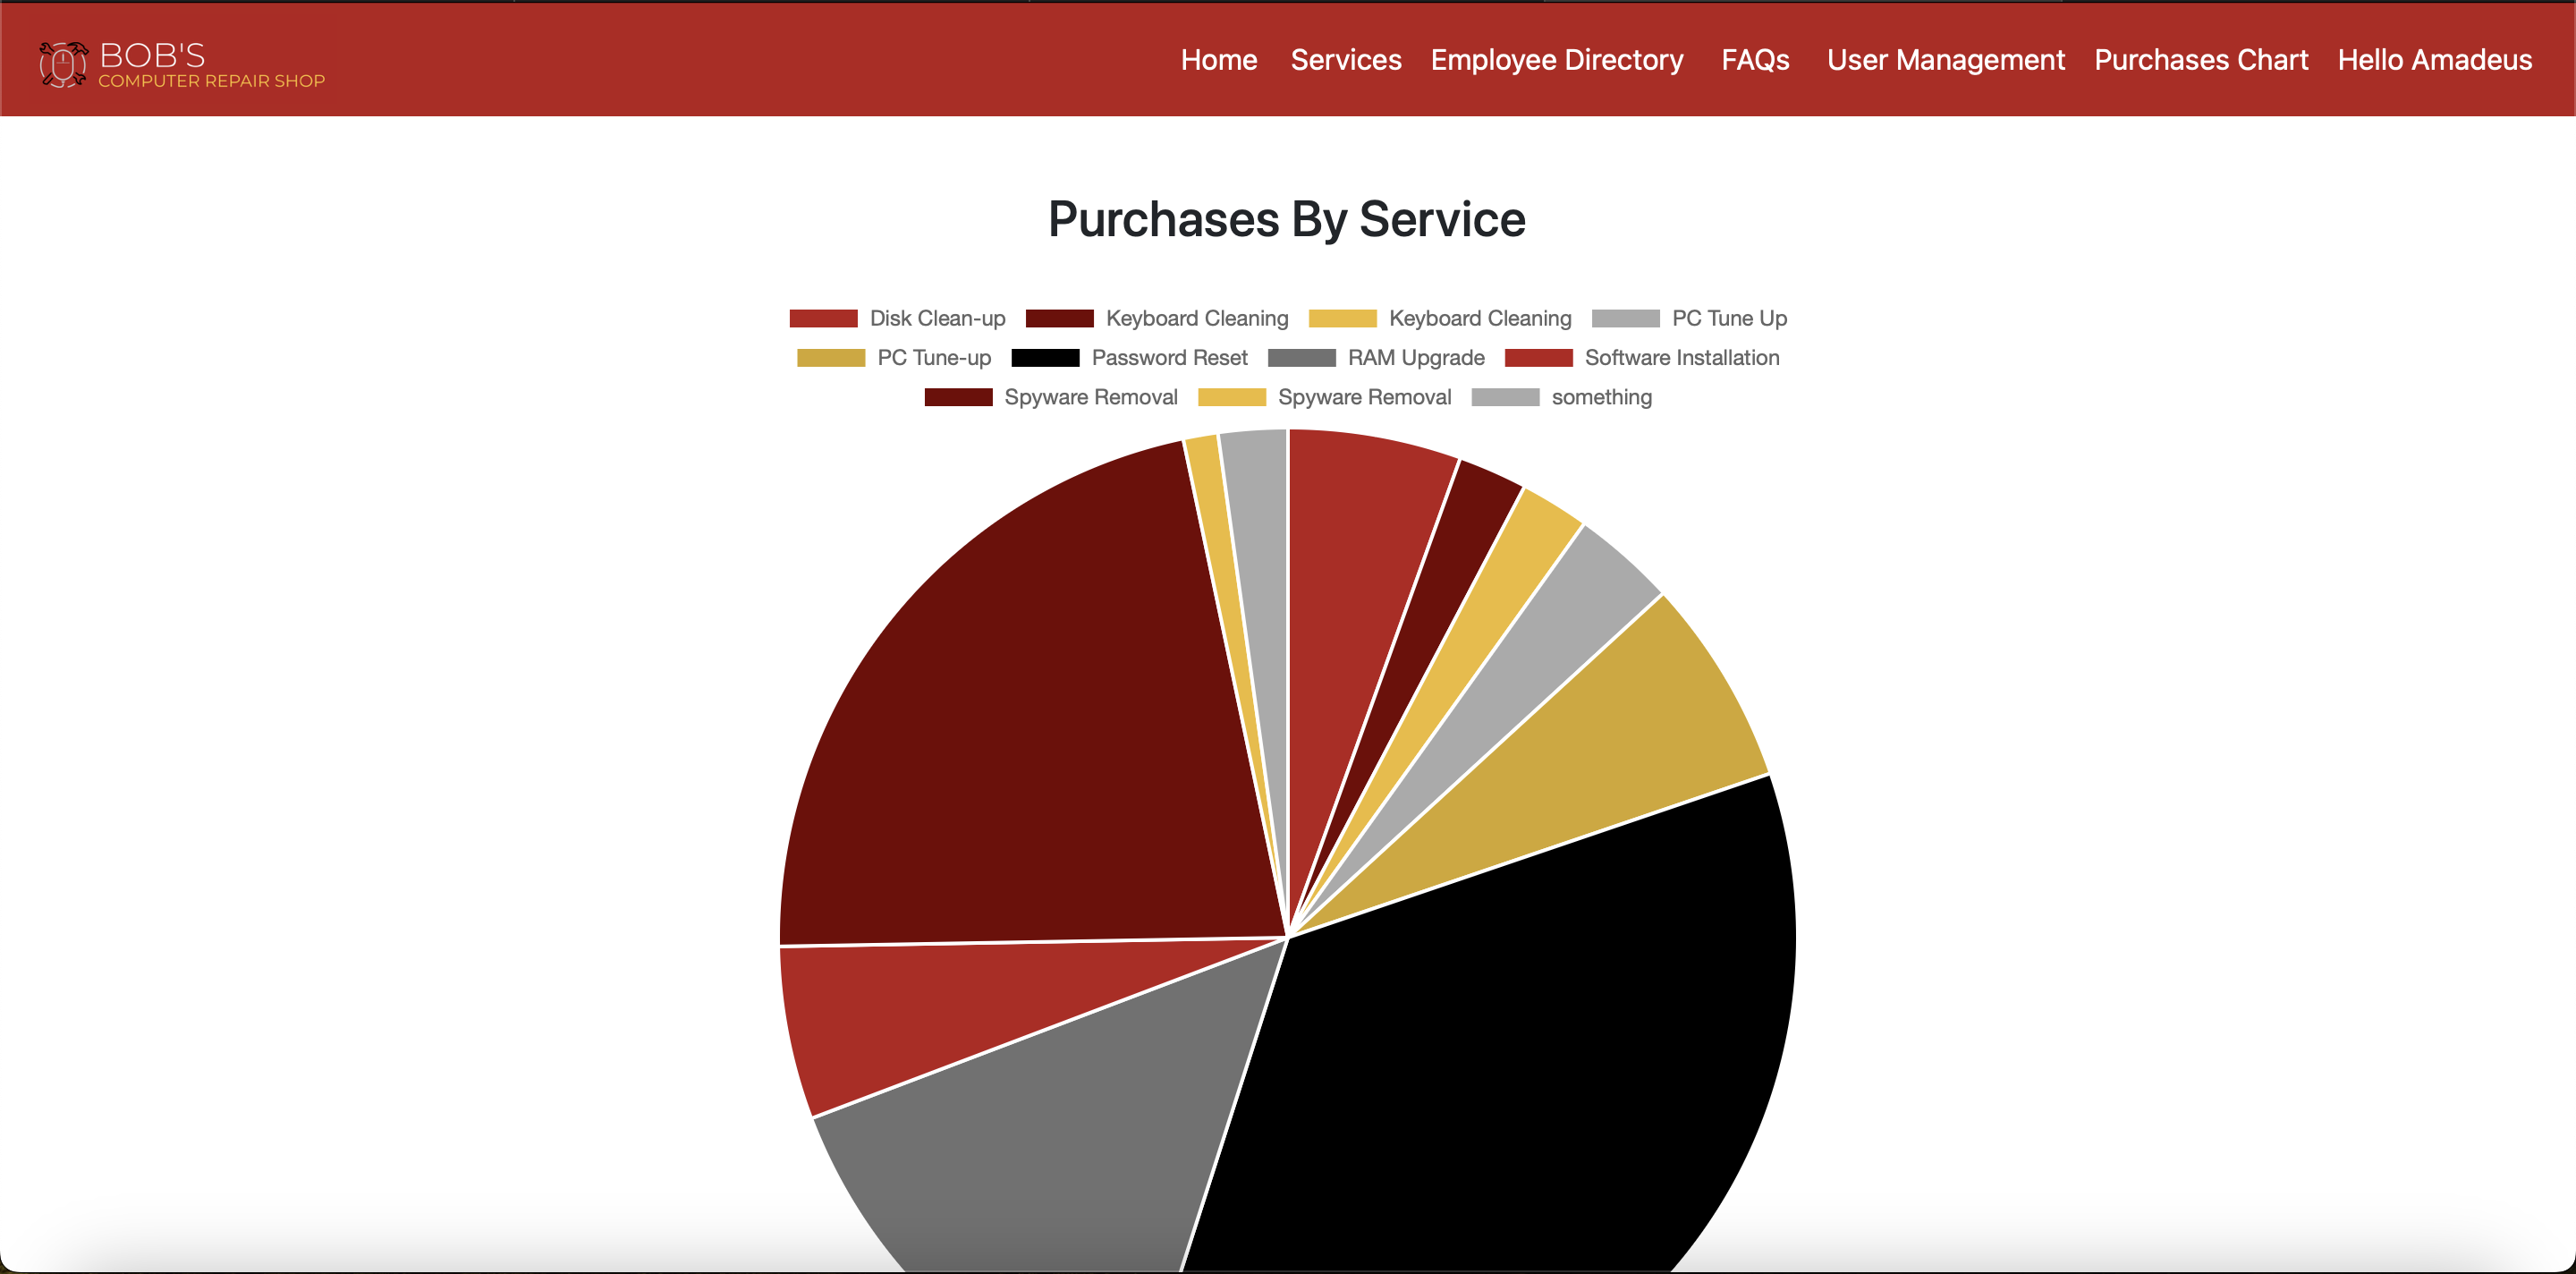 BOB'S
COMPUTER REPAIR SHOP
Home Services Employee Directory FAQs User Management Purchases Chart Hello Amadeus
Purchases By Service
Disk Clean-up Keyboard Cleaning Keyboard Cleaning PC Tune Up
PC Tune-up Password Reset RAM Upgrade Software Installation
Spyware Removal Spyware Removal something